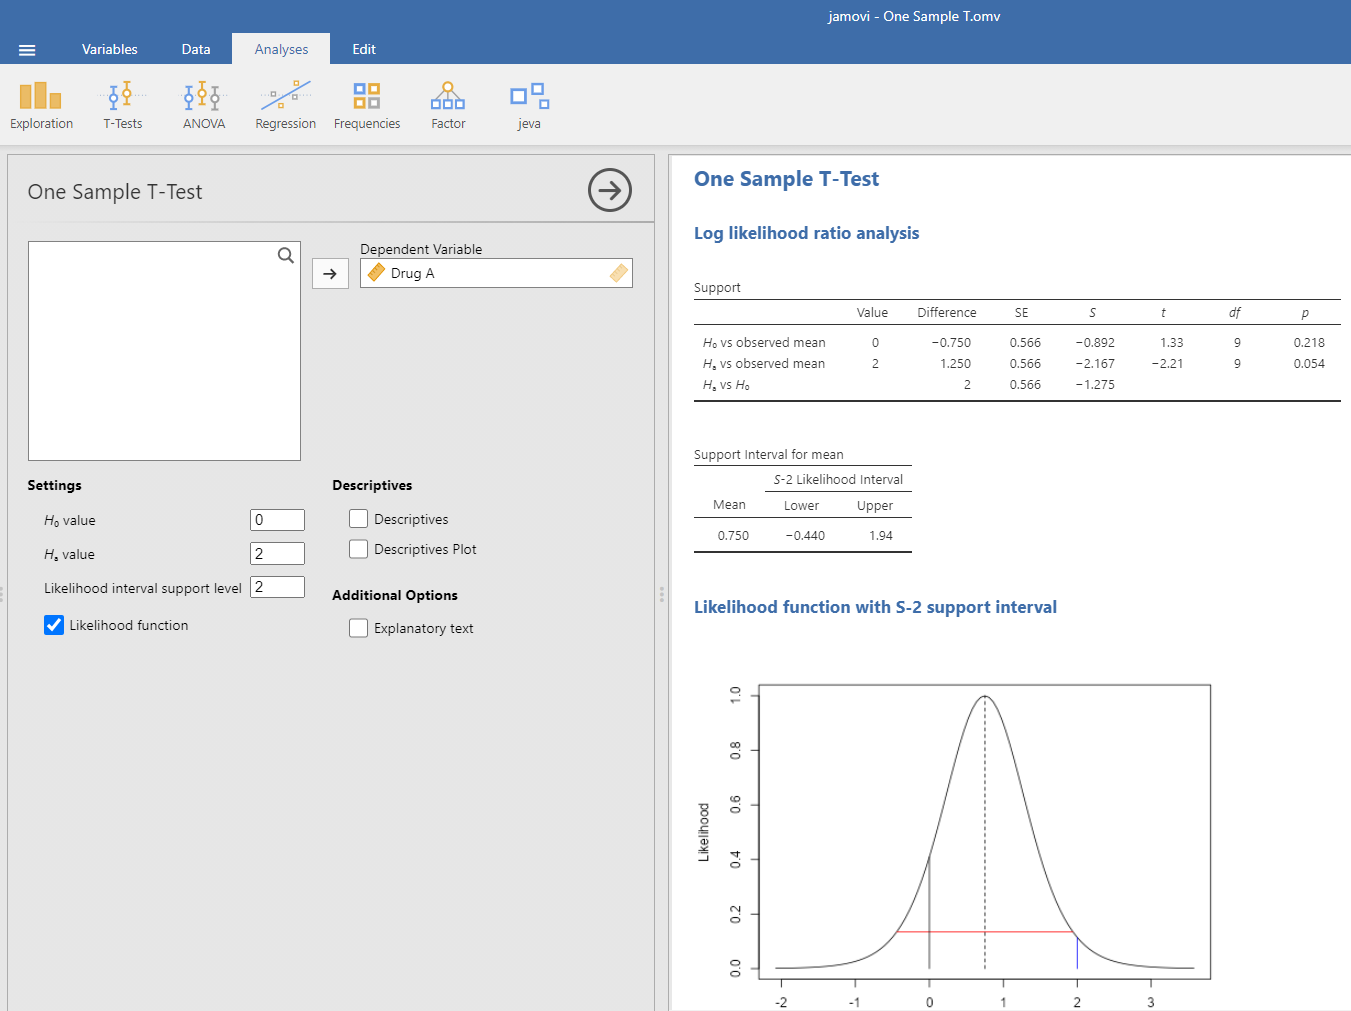 jamovi - One Sample T.omv
Variables Data Analyses Edit
Exploration T-Tests ANOVA Regression Frequencies Factor jeva
One Sample T-Test
Dependent Variable
Drug A
Settings
H₀ value 0
Hₐ value 2
Likelihood interval support level 2
Likelihood function
Descriptives
Descriptives
Descriptives Plot
Additional Options
Explanatory text
One Sample T-Test
Log likelihood ratio analysis
Support
Value Difference SE S t df p
H₀ vs observed mean 0 −0.750 0.566 −0.892 1.33 9 0.218
Hₐ vs observed mean 2 1.250 0.566 −2.167 −2.21 9 0.054
Hₐ vs H₀ 2 0.566 −1.275
Support Interval for mean
S-2 Likelihood Interval
Mean Lower Upper
0.750 −0.440 1.94
Likelihood function with S-2 support interval
1.0
0.8
0.6
0.4
0.2
0.0
Likelihood
-2 -1 0 1 2 3